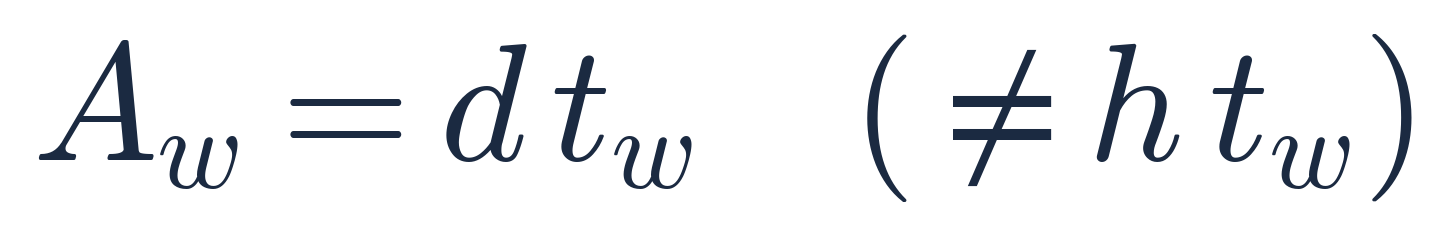 A_w = d t_w   ( ≠ h t_w )